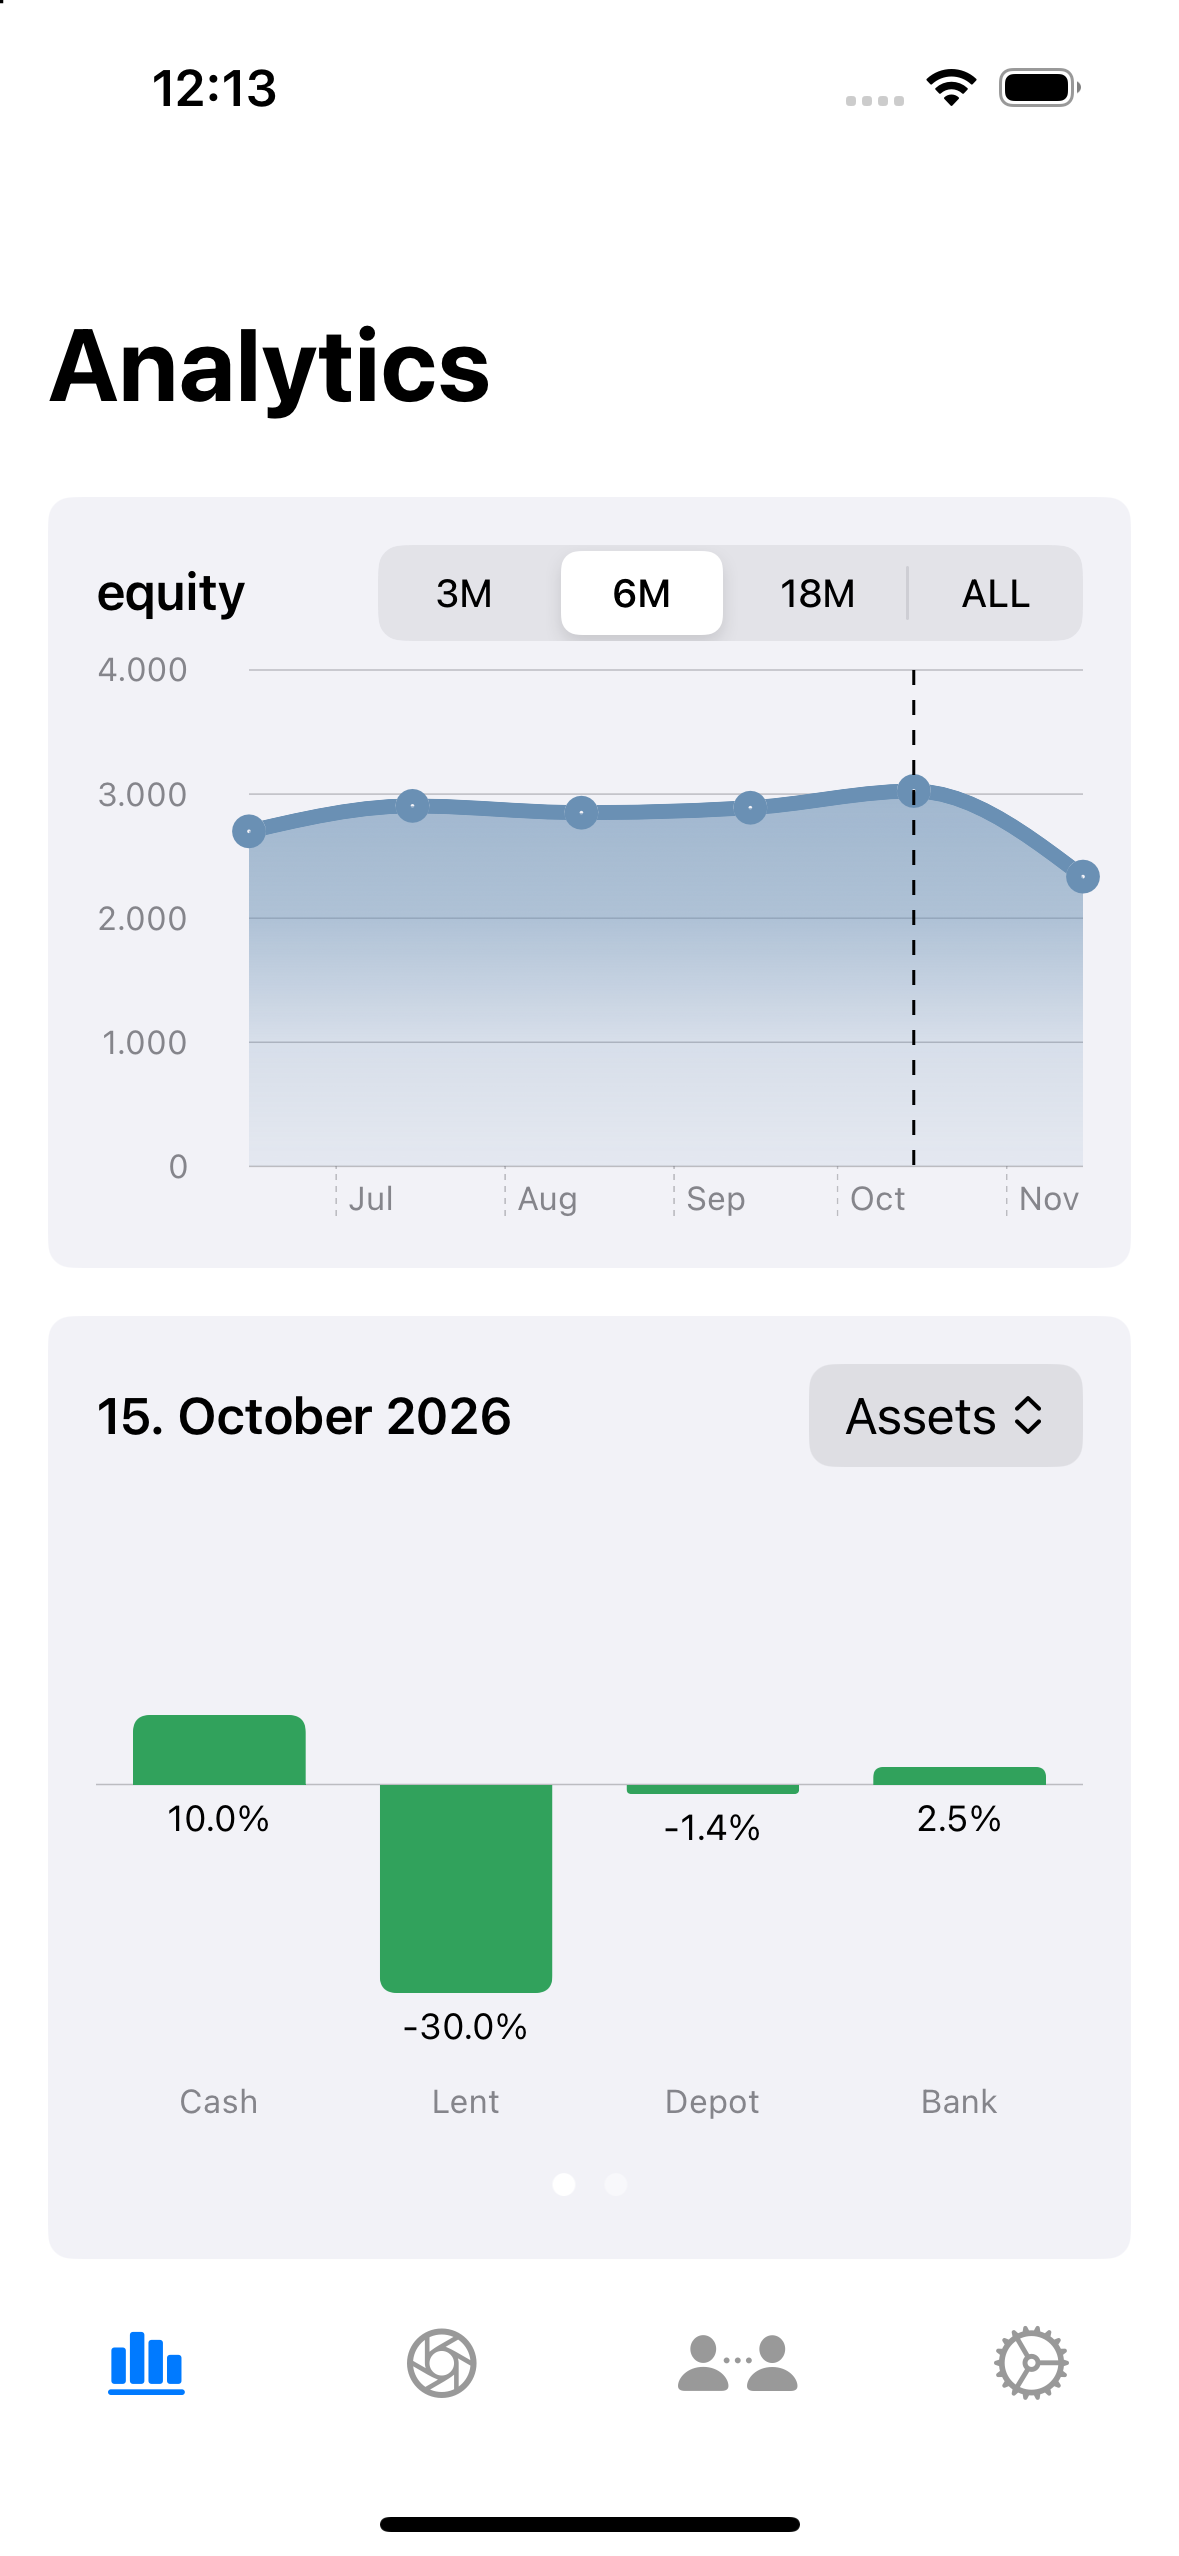 12:13
Analytics
equity
3M 6M 18M ALL
4.000
3.000
2.000
1.000
0
Jul Aug Sep Oct Nov
15. October 2026
Assets
10.0% -30.0% -1.4% 2.5%
Cash Lent Depot Bank